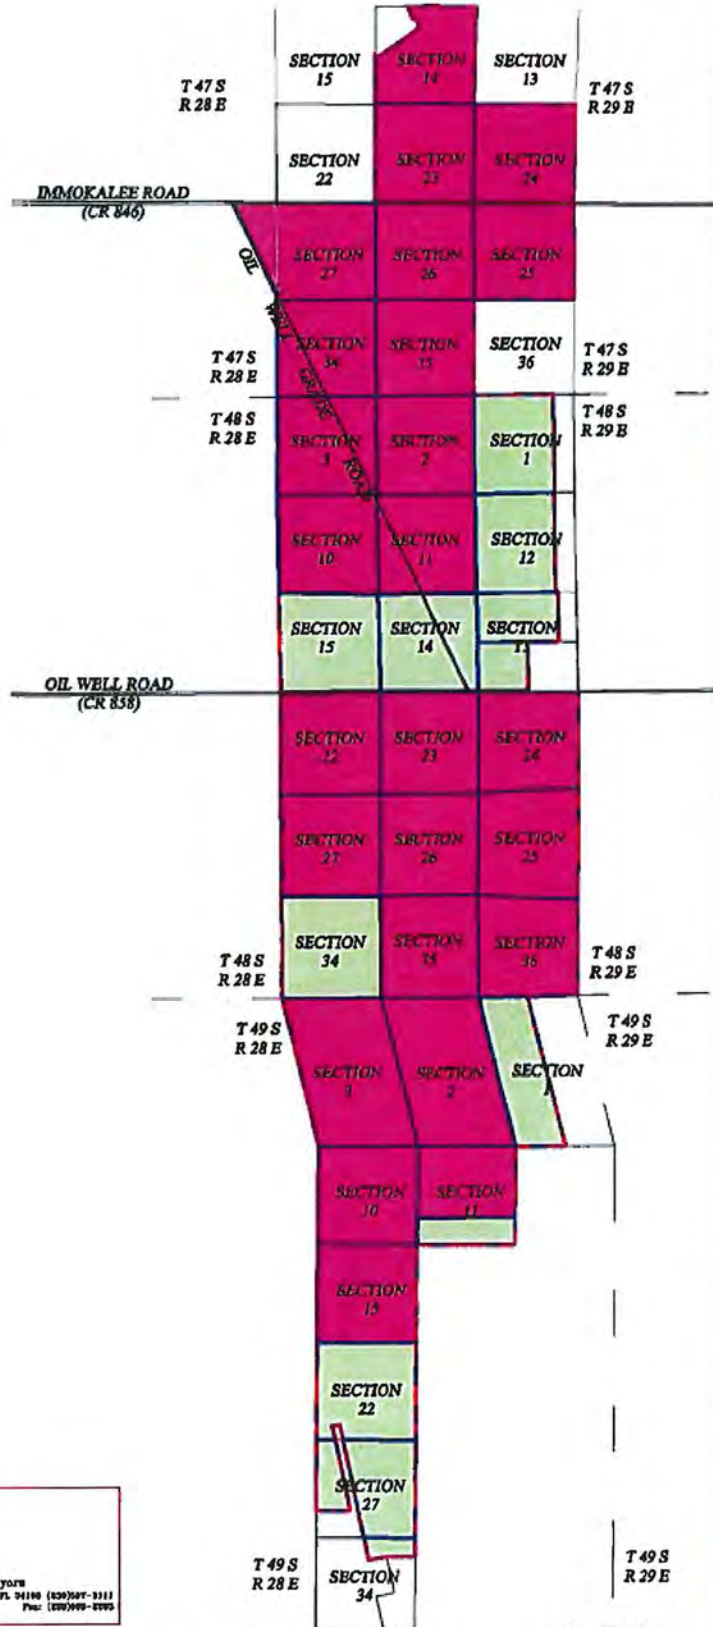 SECTION
15
SECTION
14
SECTION
13
T 47 S
R 28 E
T 47 S
R 29 E
SECTION
22
SECTION
23
SECTION
24
IMMOKALEE ROAD
(CR 846)
SECTION
27
SECTION
26
SECTION
25
OIL WELL GRADE ROAD
SECTION
34
SECTION
35
SECTION
36
T 47 S
R 28 E
T 47 S
R 29 E
T 48 S
R 28 E
T 48 S
R 29 E
SECTION
3
SECTION
2
SECTION
1
SECTION
10
SECTION
11
SECTION
12
SECTION
15
SECTION
14
SECTION
OIL WELL ROAD
(CR 858)
SECTION
22
SECTION
23
SECTION
24
SECTION
27
SECTION
26
SECTION
25
SECTION
34
SECTION
35
SECTION
36
T 48 S
R 28 E
T 48 S
R 29 E
T 49 S
R 28 E
T 49 S
R 29 E
SECTION
3
SECTION
2
SECTION
SECTION
10
SECTION
11
SECTION
15
SECTION
22
SECTION
27
T 49 S
R 28 E
SECTION
34
T 49 S
R 29 E